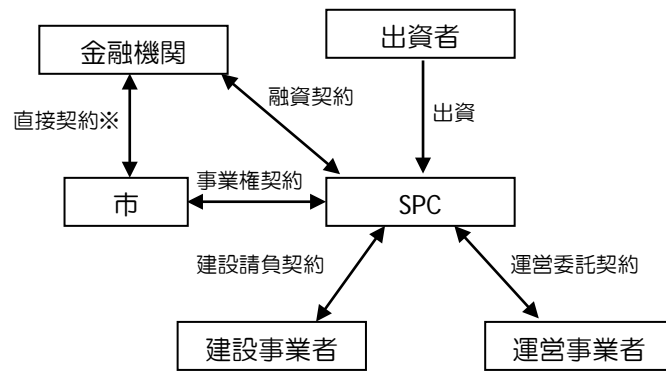 金融機関
出資者
融資契約
出資
直接契約※
事業権契約
市
SPC
建設請負契約
運営委託契約
建設事業者
運営事業者